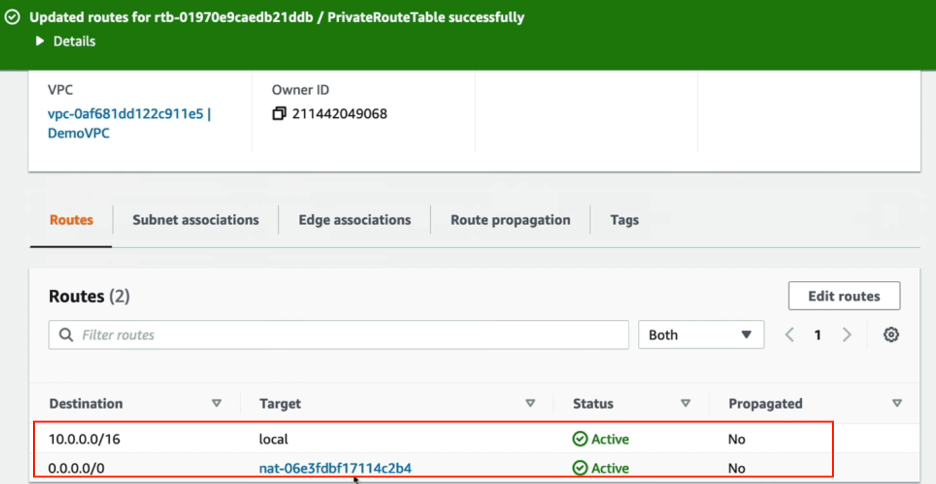 Updated routes for rtb-01970e9caedb21ddb / PrivateRouteTable successfully
Details
VPC
Owner ID
vpc-0af681dd122c911e5 |
DemoVPC
211442049068
Routes
Subnet associations
Edge associations
Route propagation
Tags
Routes (2)
Edit routes
Filter routes
Both
1
Destination
Target
Status
Propagated
10.0.0.0/16
local
Active
No
0.0.0.0/0
nat-06e3fdbf17114c2b4
Active
No